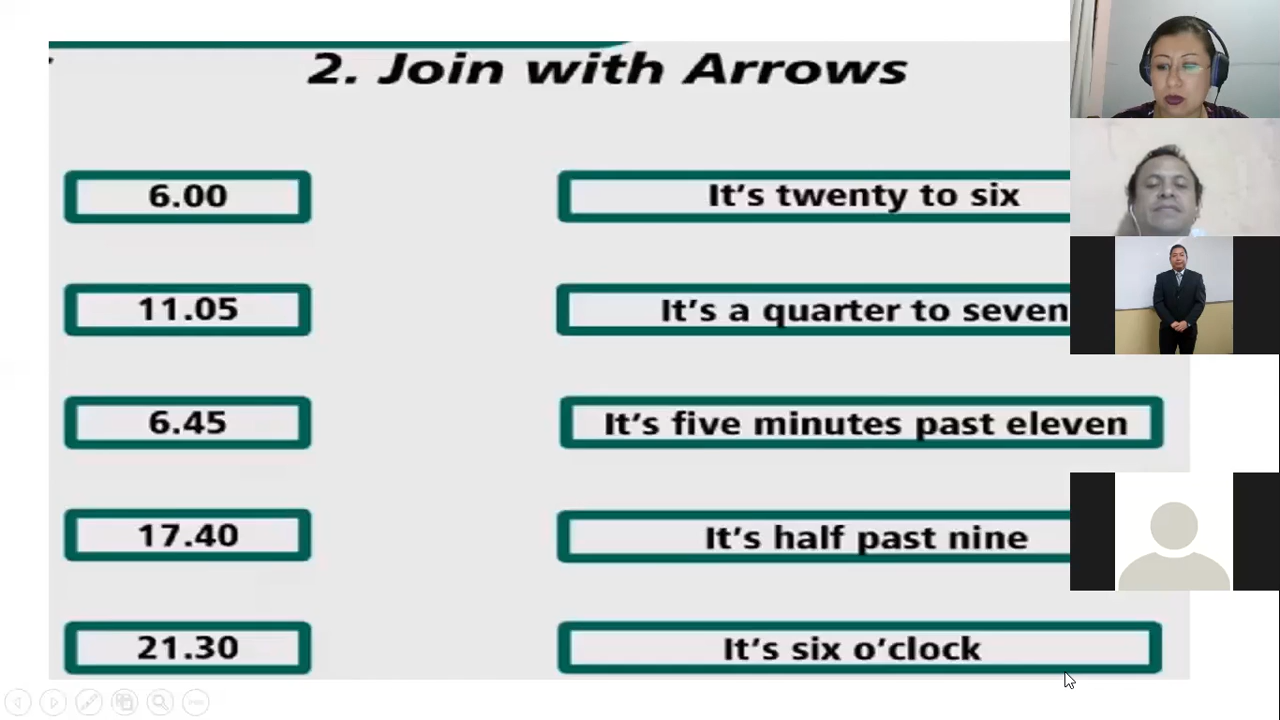 2. Join with Arrows
6.00
It's twenty to six
11.05
It's a quarter to seven
6.45
It's five minutes past eleven
17.40
It's half past nine
21.30
It's six o'clock